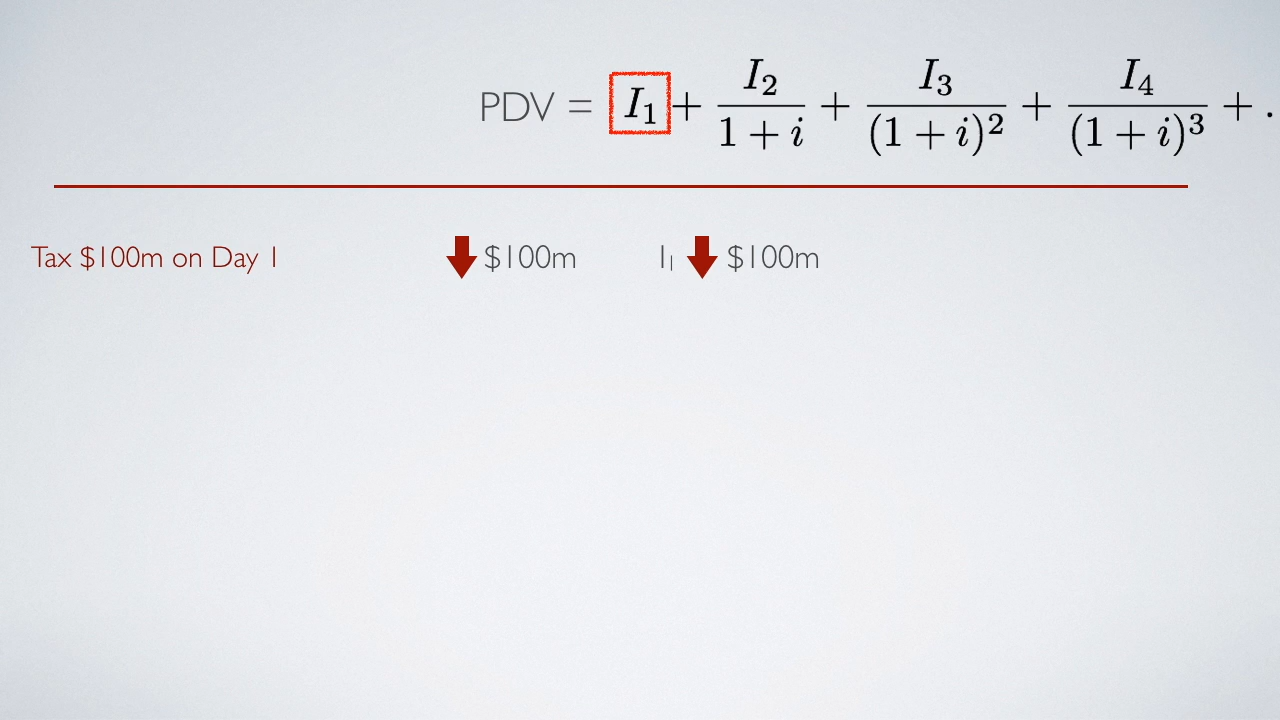 PDV = I₁ + I₂/(1 + i) + I₃/(1 + i)² + I₄/(1 + i)³ + .
Tax $100m on Day 1 $100m I₁ $100m